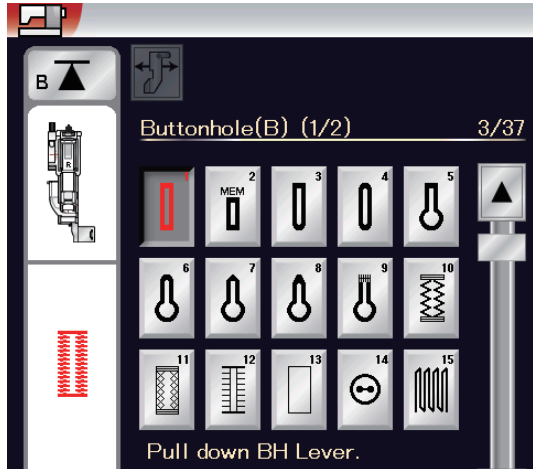 B
Buttonhole(B) (1/2) 3/37
R
1 2 3 4 5
MEM
6 7 8 9 10
11 12 13 14 15
Pull down BH Lever.